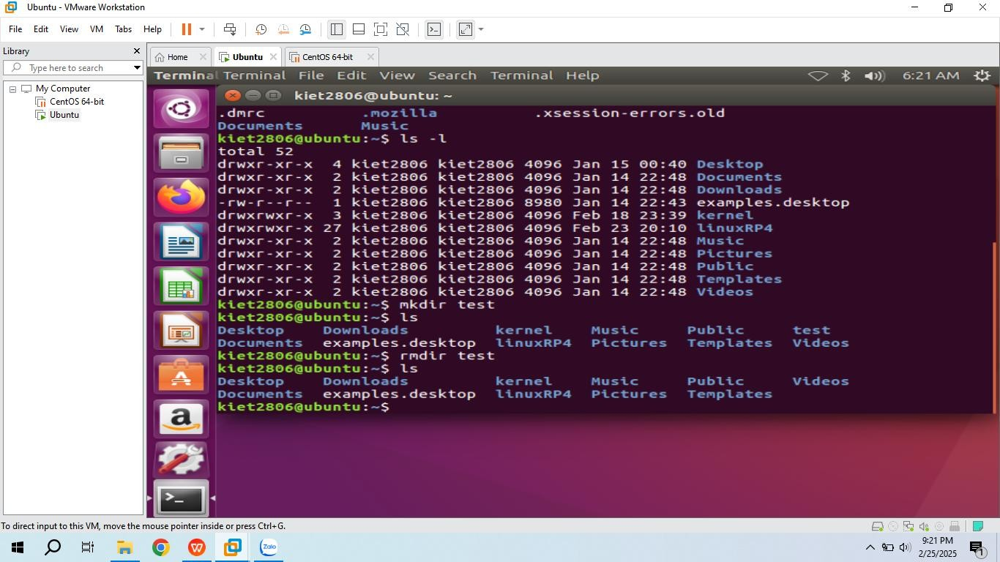 Ubuntu - VMware Workstation
File Edit View VM Tabs Help
Library
Type here to search
My Computer
CentOS 64-bit
Ubuntu
Home Ubuntu CentOS 64-bit
Terminal Terminal File Edit View Search Terminal Help 6:21 AM
kiet2806@ubuntu: ~
.dmrc .mozilla .xsession-errors.old
Documents Music
kiet2806@ubuntu:~$ ls -l
total 52
drwxr-xr-x 4 kiet2806 kiet2806 4096 Jan 15 00:40 Desktop
drwxr-xr-x 2 kiet2806 kiet2806 4096 Jan 14 22:48 Documents
drwxr-xr-x 2 kiet2806 kiet2806 4096 Jan 14 22:48 Downloads
-rw-r--r-- 1 kiet2806 kiet2806 8980 Jan 14 22:43 examples.desktop
drwxrwxr-x 3 kiet2806 kiet2806 4096 Feb 18 23:39 kernel
drwxrwxr-x 27 kiet2806 kiet2806 4096 Feb 23 20:10 linuxRP4
drwxr-xr-x 2 kiet2806 kiet2806 4096 Jan 14 22:48 Music
drwxr-xr-x 2 kiet2806 kiet2806 4096 Jan 14 22:48 Pictures
drwxr-xr-x 2 kiet2806 kiet2806 4096 Jan 14 22:48 Public
drwxr-xr-x 2 kiet2806 kiet2806 4096 Jan 14 22:48 Templates
drwxr-xr-x 2 kiet2806 kiet2806 4096 Jan 14 22:48 Videos
kiet2806@ubuntu:~$ mkdir test
kiet2806@ubuntu:~$ ls
Desktop Downloads kernel Music Public test
Documents examples.desktop linuxRP4 Pictures Templates Videos
kiet2806@ubuntu:~$ rmdir test
kiet2806@ubuntu:~$ ls
Desktop Downloads kernel Music Public Videos
Documents examples.desktop linuxRP4 Pictures Templates
kiet2806@ubuntu:~$
To direct input to this VM, move the mouse pointer inside or press Ctrl+G.
Zalo
9:21 PM
2/25/2025
1